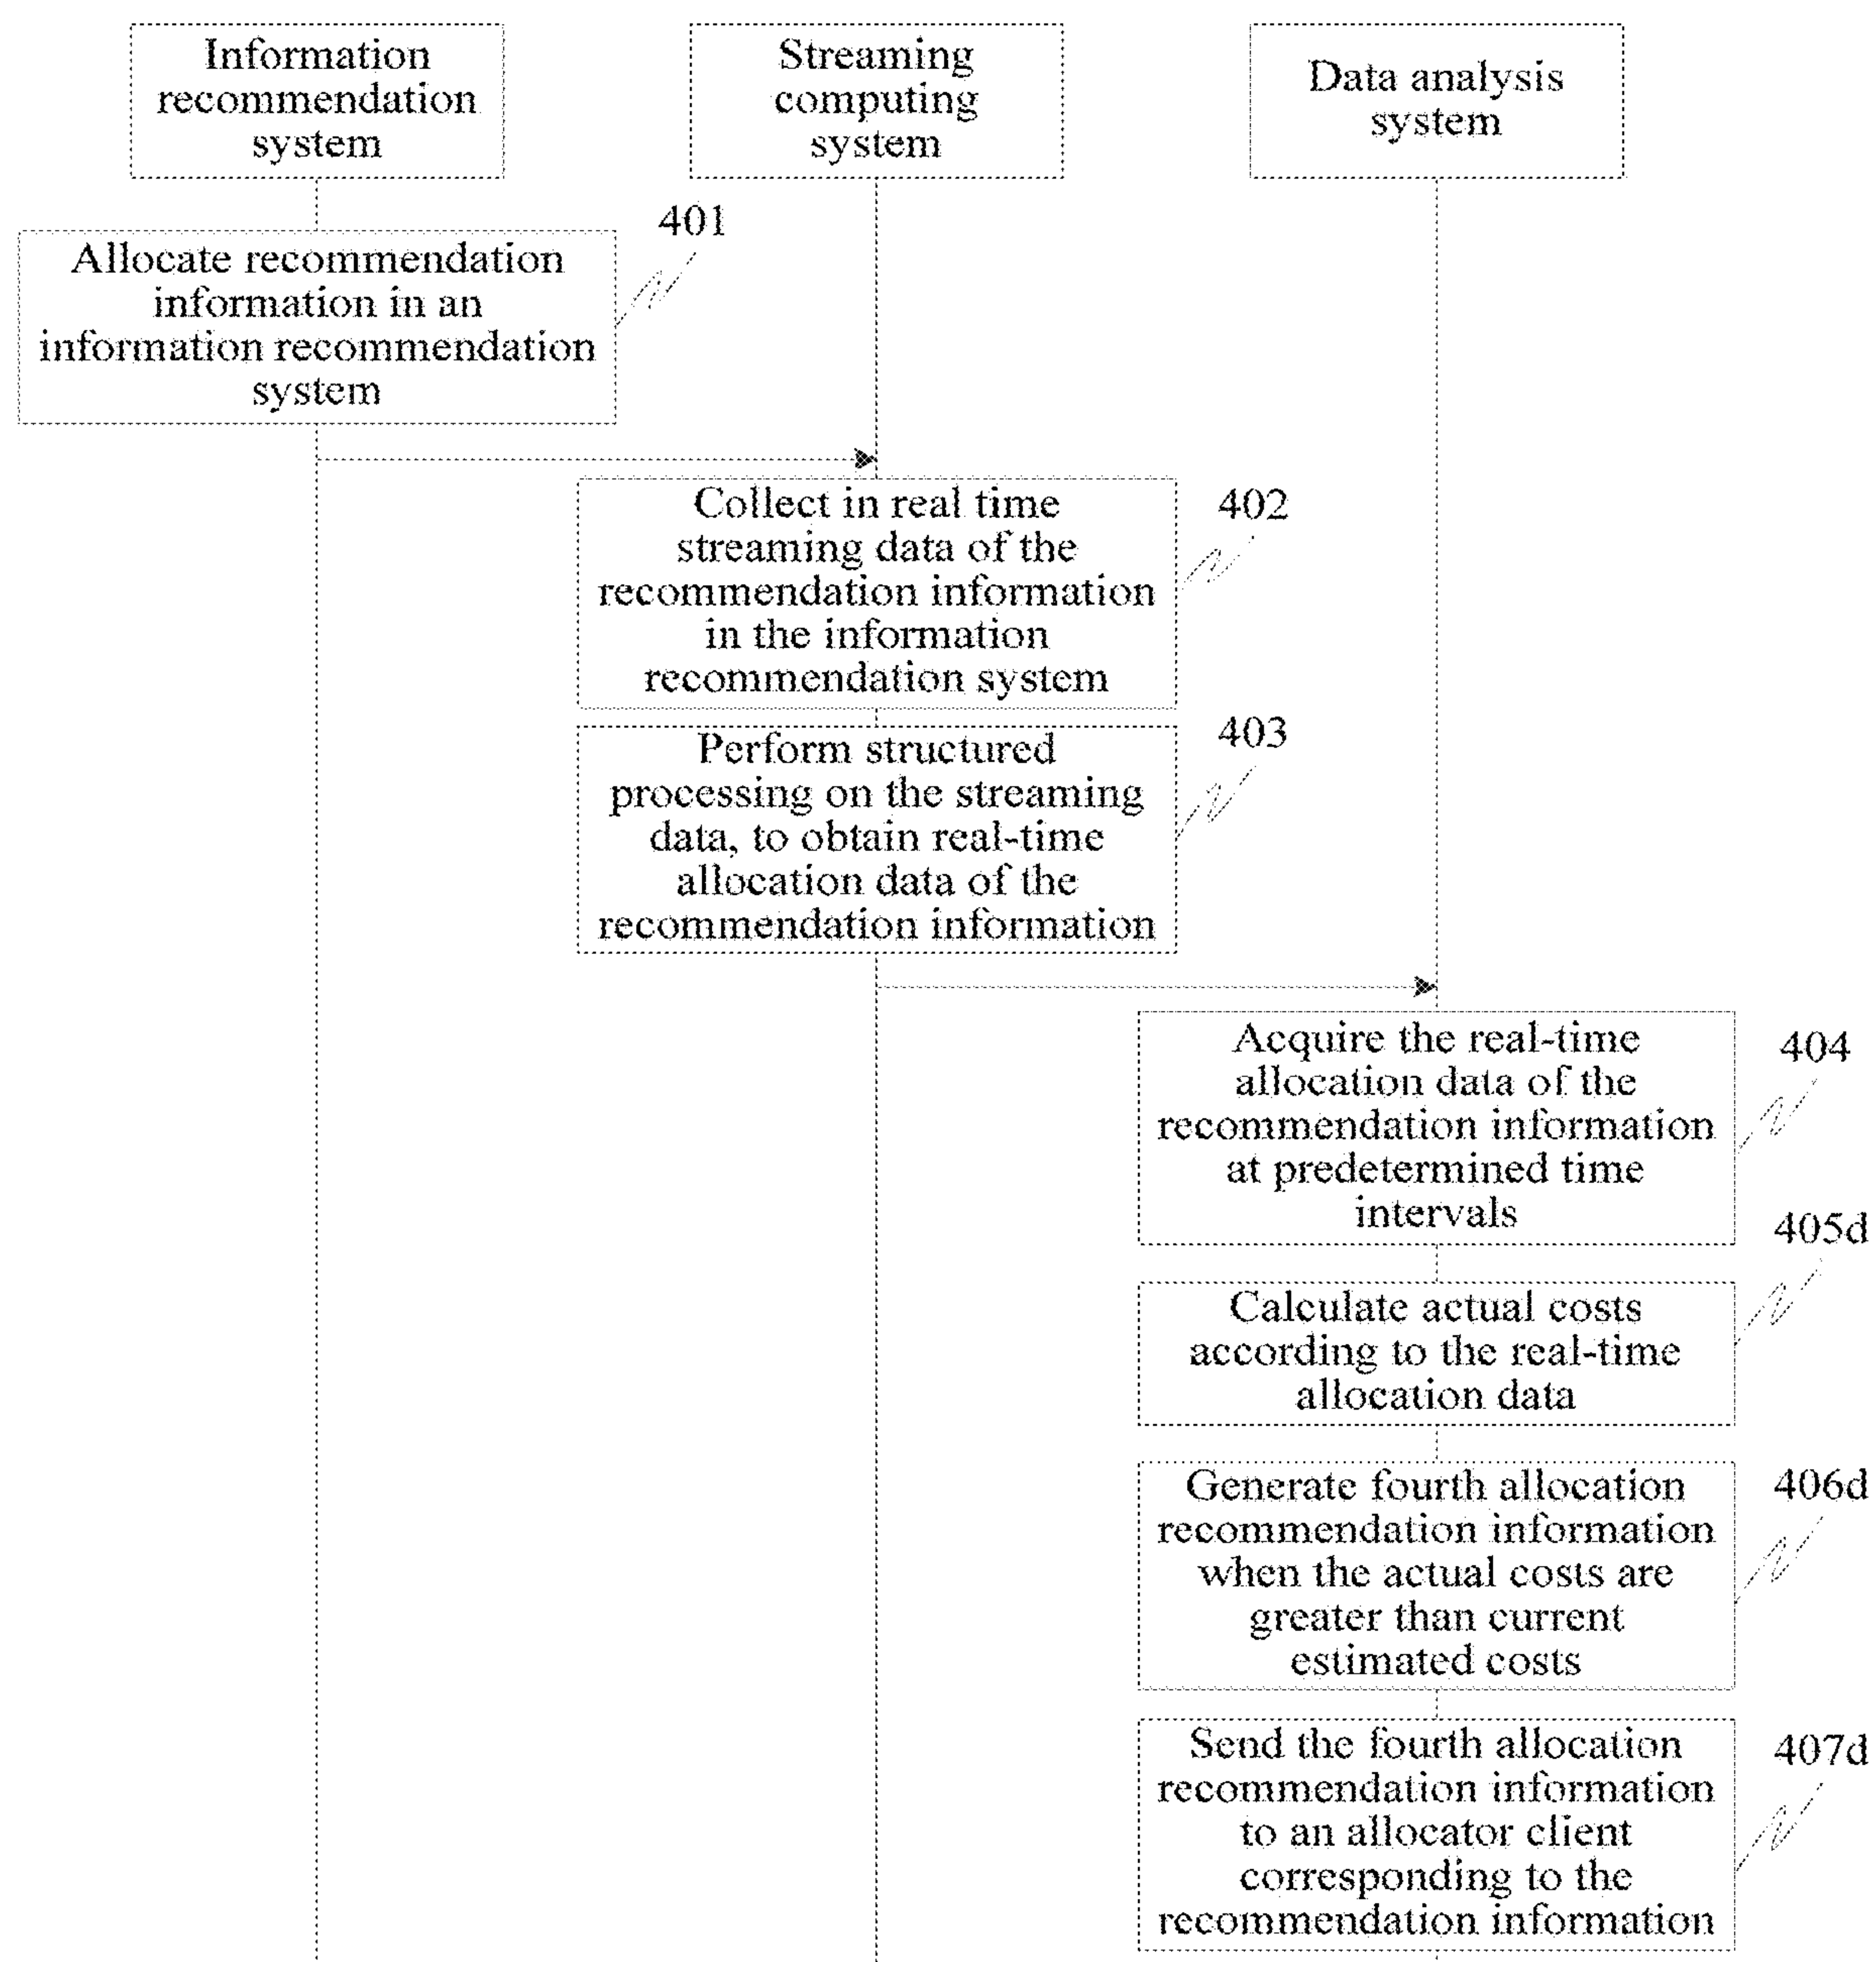 Information
recommendation
system
Streaming
computing
system
Data analysis
system
401
Allocate recommendation
information in an
information recommendation
system
402
Collect in real time
streaming data of the
recommendation information
in the information
recommendation system
403
Perform structured
processing on the streaming
data, to obtain real-time
allocation data of the
recommendation information
404
Acquire the real-time
allocation data of the
recommendation information
at predetermined time
intervals
405d
Calculate actual costs
according to the real-time
allocation data
406d
Generate fourth allocation
recommendation information
when the actual costs are
greater than current
estimated costs
407d
Send the fourth allocation
recommendation information
to an allocator client
corresponding to the
recommendation information